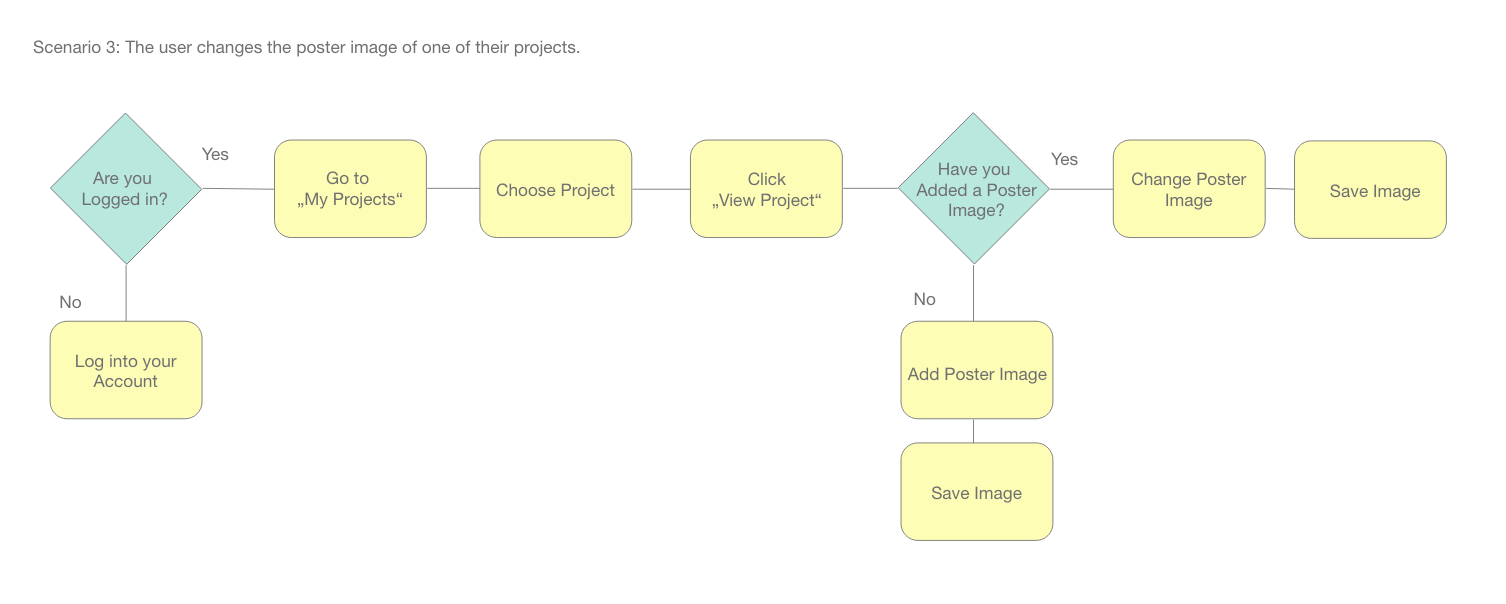 Scenario 3: The user changes the poster image of one of their projects.
Are you
Logged in?
Yes
Go to
„My Projects“
Choose Project
Click
„View Project“
Have you
Added a Poster
Image?
Yes
Change Poster
Image
Save Image
No
Log into your
Account
No
Add Poster Image
Save Image